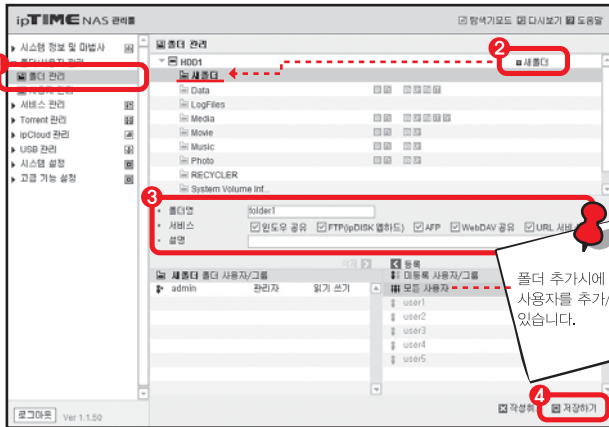 ipTIME NAS 관리툴
탐색기모드 다시보기 도움말
시스템 정보 및 마법사
폴더 관리
서비스 관리
Torrent 관리
ipCloud 관리
USB 관리
시스템 설정
고급 기능 설정
로그아웃 Ver 1.1.50
1
폴더 관리
2
HDD1
새폴더
새폴더
Data
LogFiles
Media
Movie
Music
Photo
RECYCLER
System Volume Inf...
3
폴더명 folder1
서비스 윈도우 공유 FTP(ipDISK 웹하드) AFP WebDAV 공유 URL 서비
설명
삭제 등록
새폴더 폴더 사용자/그룹 미등록 사용자/그룹
admin 관리자 읽기 쓰기
모든 사용자
user1
user2
user3
user4
user5
폴더 추가시에
사용자를 추가/
있습니다.
4
작성취 저장하기